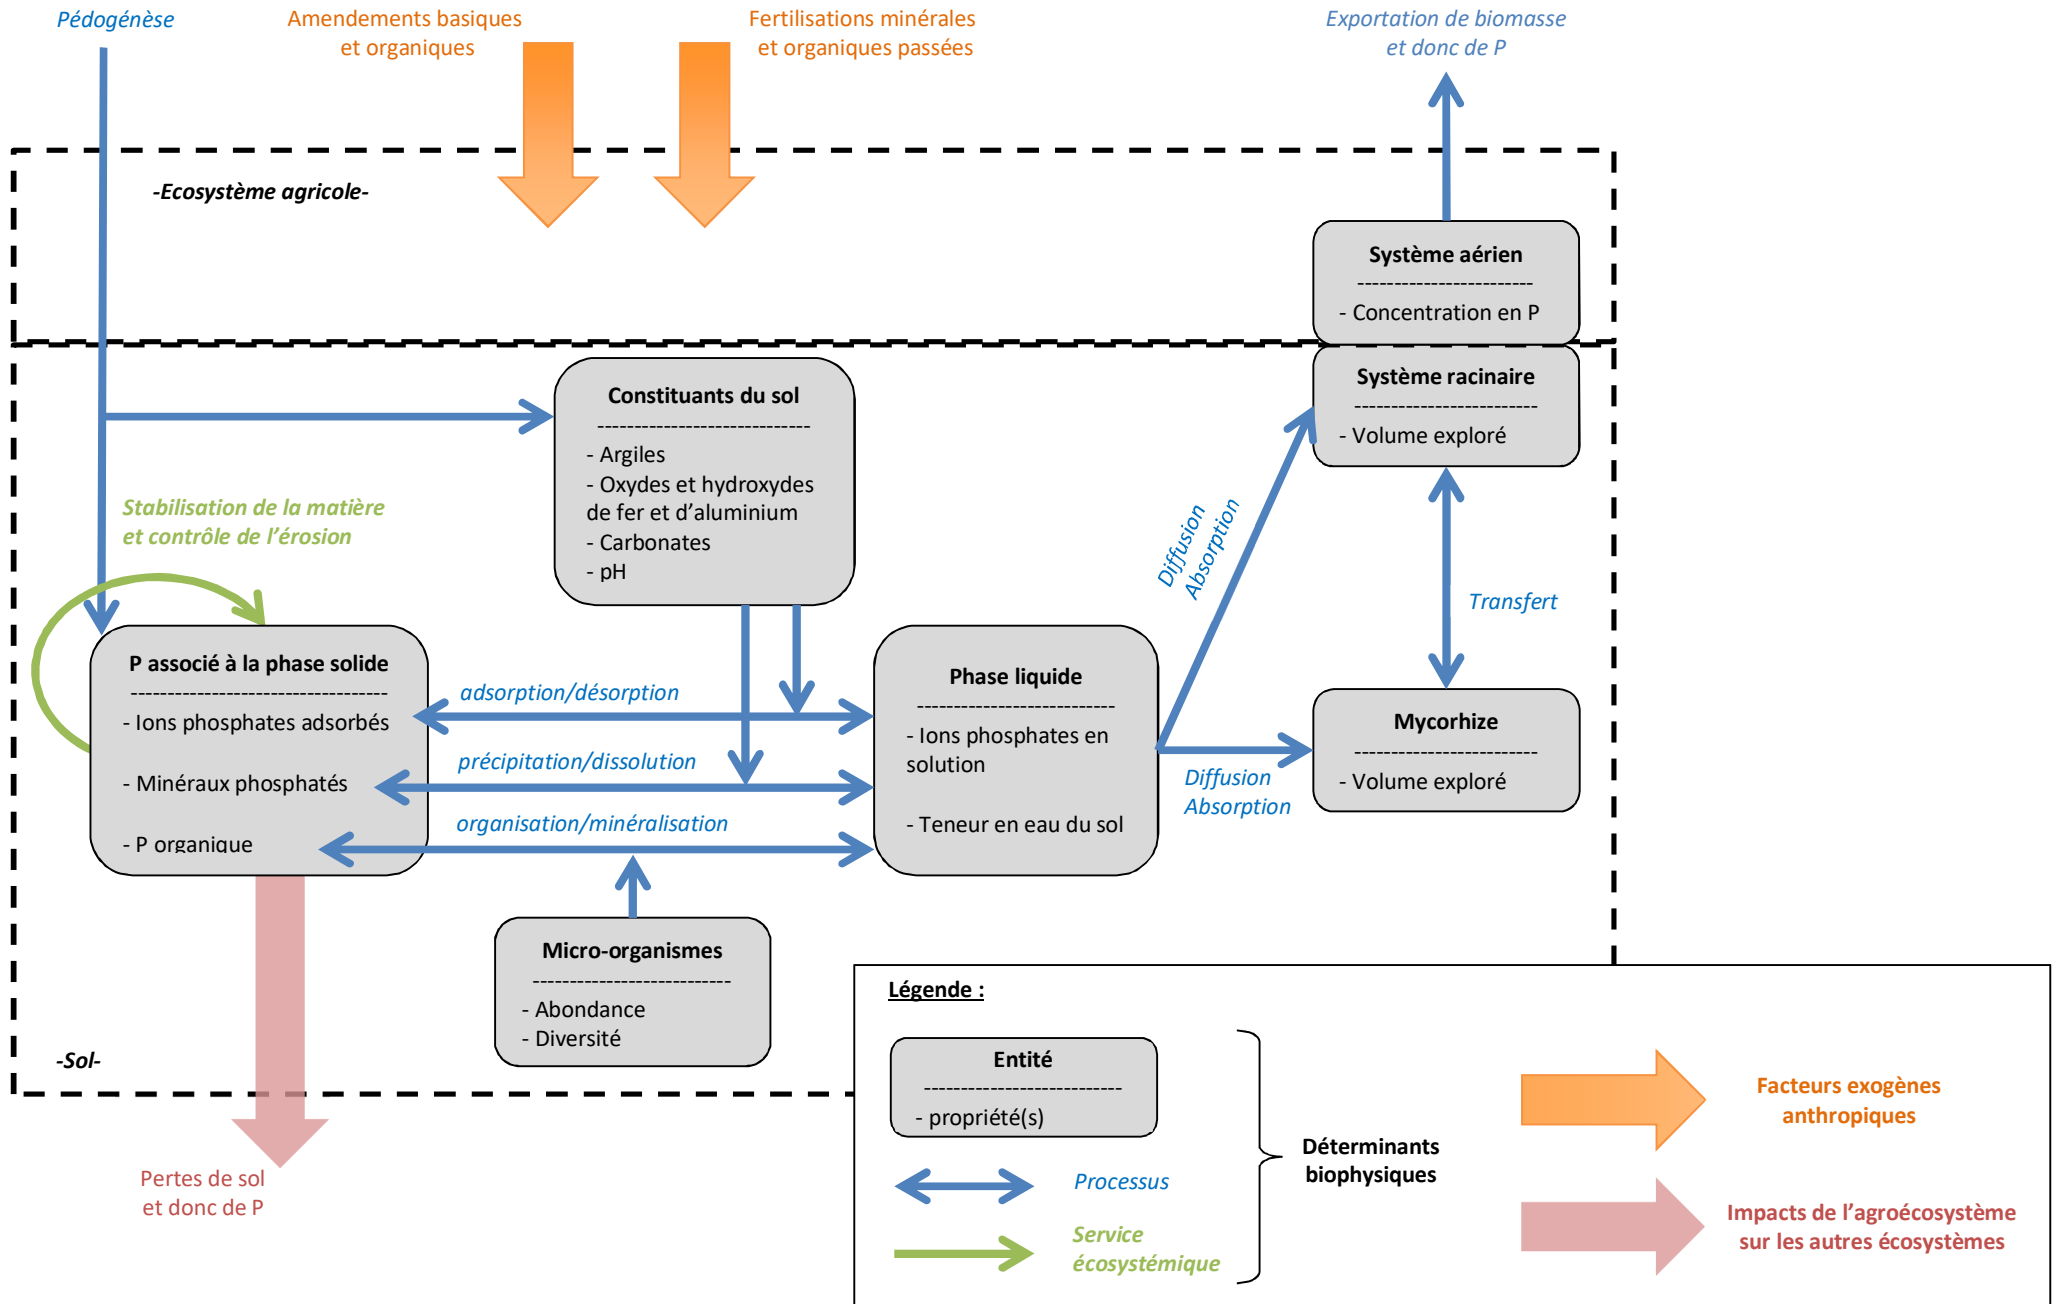 Pédogénèse
Amendements basiques
et organiques
Fertilisations minérales
et organiques passées
Exportation de biomasse
et donc de P
-Ecosystème agricole-
Système aérien
- Concentration en P
Système racinaire
- Volume exploré
Constituants du sol
- Argiles
- Oxydes et hydroxydes
de fer et d’aluminium
- Carbonates
- pH
Stabilisation de la matière
et contrôle de l’érosion
Diffusion
Absorption
Transfert
P associé à la phase solide
- Ions phosphates adsorbés
- Minéraux phosphatés
- P organique
adsorption/désorption
précipitation/dissolution
organisation/minéralisation
Phase liquide
- Ions phosphates en
solution
- Teneur en eau du sol
Diffusion
Absorption
Mycorhize
- Volume exploré
Micro-organismes
- Abondance
- Diversité
-Sol-
Pertes de sol
et donc de P
Légende :
Entité
- propriété(s)
Processus
Service
écosystémique
Déterminants
biophysiques
Facteurs exogènes
anthropiques
Impacts de l’agroécosystème
sur les autres écosystèmes